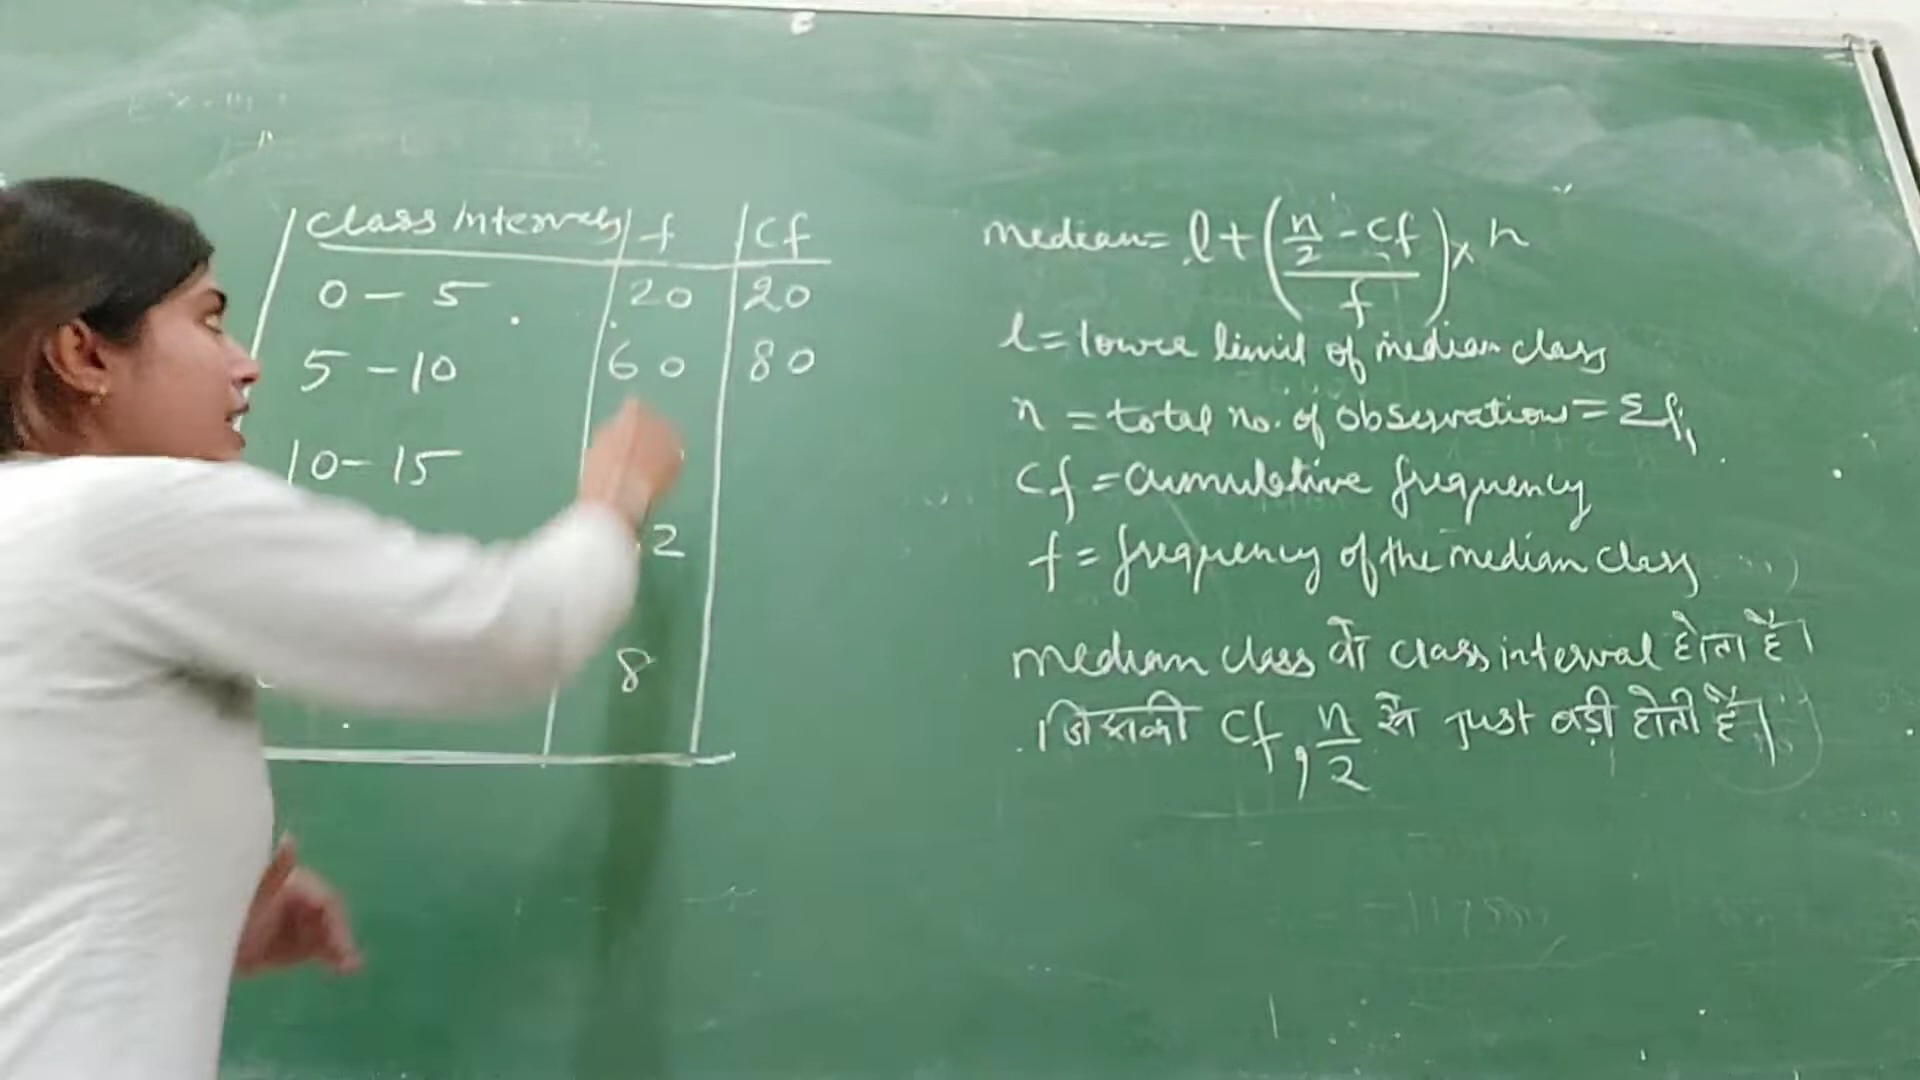 Class Intervals f Cf
0 - 5 20 20
5 - 10 60 80
10 - 15
2
8
median = l + ( (n/2 - cf) / f ) × h
l = lower limit of median class
n = total no. of observations = Σfi
Cf = Cumulative frequency
f = frequency of the median class
median class वो class interval होता है।
जिसकी Cf, n/2 से just बड़ी होती है।